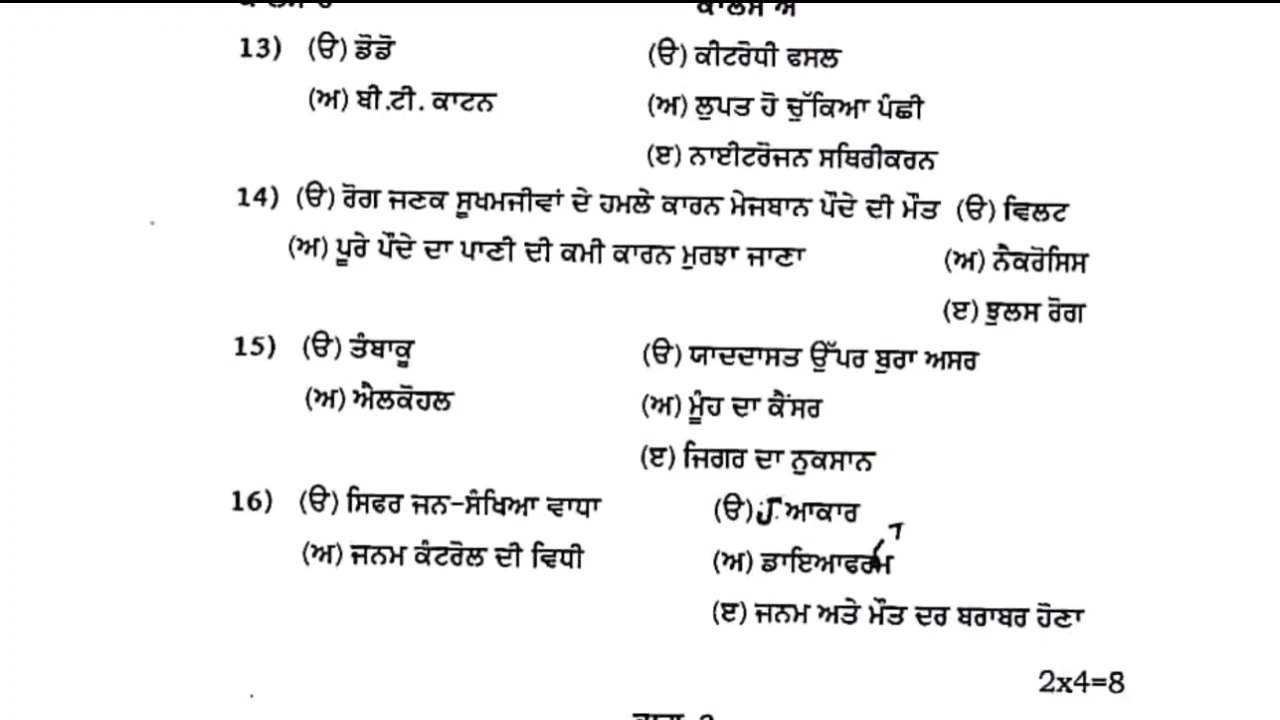 ਕਾਲਮ ਅ
13) (ੳ) ਡੋਡੋ (ੳ) ਕੀਟਰੋਧੀ ਫਸਲ
(ਅ) ਬੀ.ਟੀ. ਕਾਟਨ (ਅ) ਲੁਪਤ ਹੋ ਚੁੱਕਿਆ ਪੰਛੀ
(ੲ) ਨਾਈਟਰੋਜਨ ਸਥਿਰੀਕਰਨ
14) (ੳ) ਰੋਗ ਜਣਕ ਸੂਖਮਜੀਵਾਂ ਦੇ ਹਮਲੇ ਕਾਰਨ ਮੇਜਬਾਨ ਪੌਦੇ ਦੀ ਮੌਤ (ੳ) ਵਿਲਟ
(ਅ) ਪੂਰੇ ਪੌਦੇ ਦਾ ਪਾਣੀ ਦੀ ਕਮੀ ਕਾਰਨ ਮੁਰਝਾ ਜਾਣਾ (ਅ) ਨੈਕਰੋਸਿਸ
(ੲ) ਝੁਲਸ ਰੋਗ
15) (ੳ) ਤੰਬਾਕੂ (ੳ) ਯਾਦਦਾਸਤ ਉੱਪਰ ਬੁਰਾ ਅਸਰ
(ਅ) ਐਲਕੋਹਲ (ਅ) ਮੂੰਹ ਦਾ ਕੈਂਸਰ
(ੲ) ਜਿਗਰ ਦਾ ਨੁਕਸਾਨ
16) (ੳ) ਸਿਫਰ ਜਨ-ਸੰਖਿਆ ਵਾਧਾ (ੳ) J ਆਕਾਰ
(ਅ) ਜਨਮ ਕੰਟਰੋਲ ਦੀ ਵਿਧੀ (ਅ) ਡਾਇਆਫਰਾਮ
(ੲ) ਜਨਮ ਅਤੇ ਮੌਤ ਦਰ ਬਰਾਬਰ ਹੋਣਾ
2x4=8